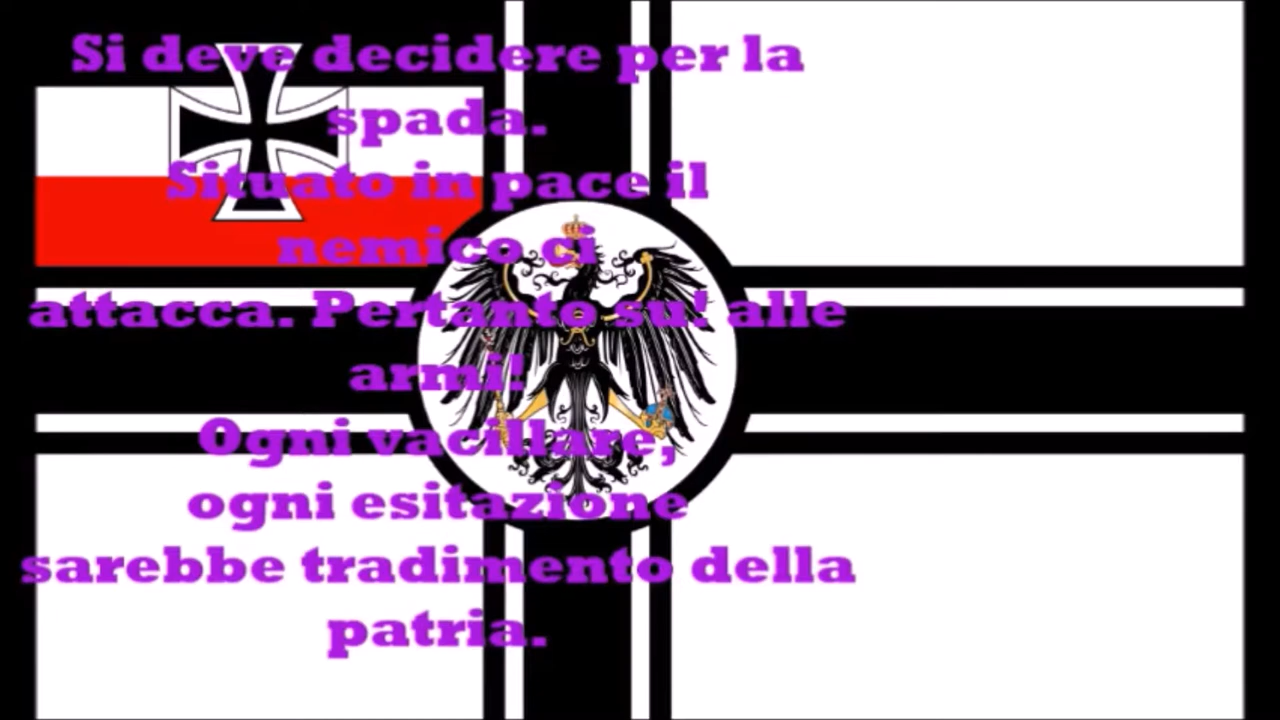 Si deve decidere per la
spada.
Situato in pace il
nemico ci
attacca. Pertanto su! alle
armi!
Ogni vacillare,
ogni esitazione
sarebbe tradimento della
patria.